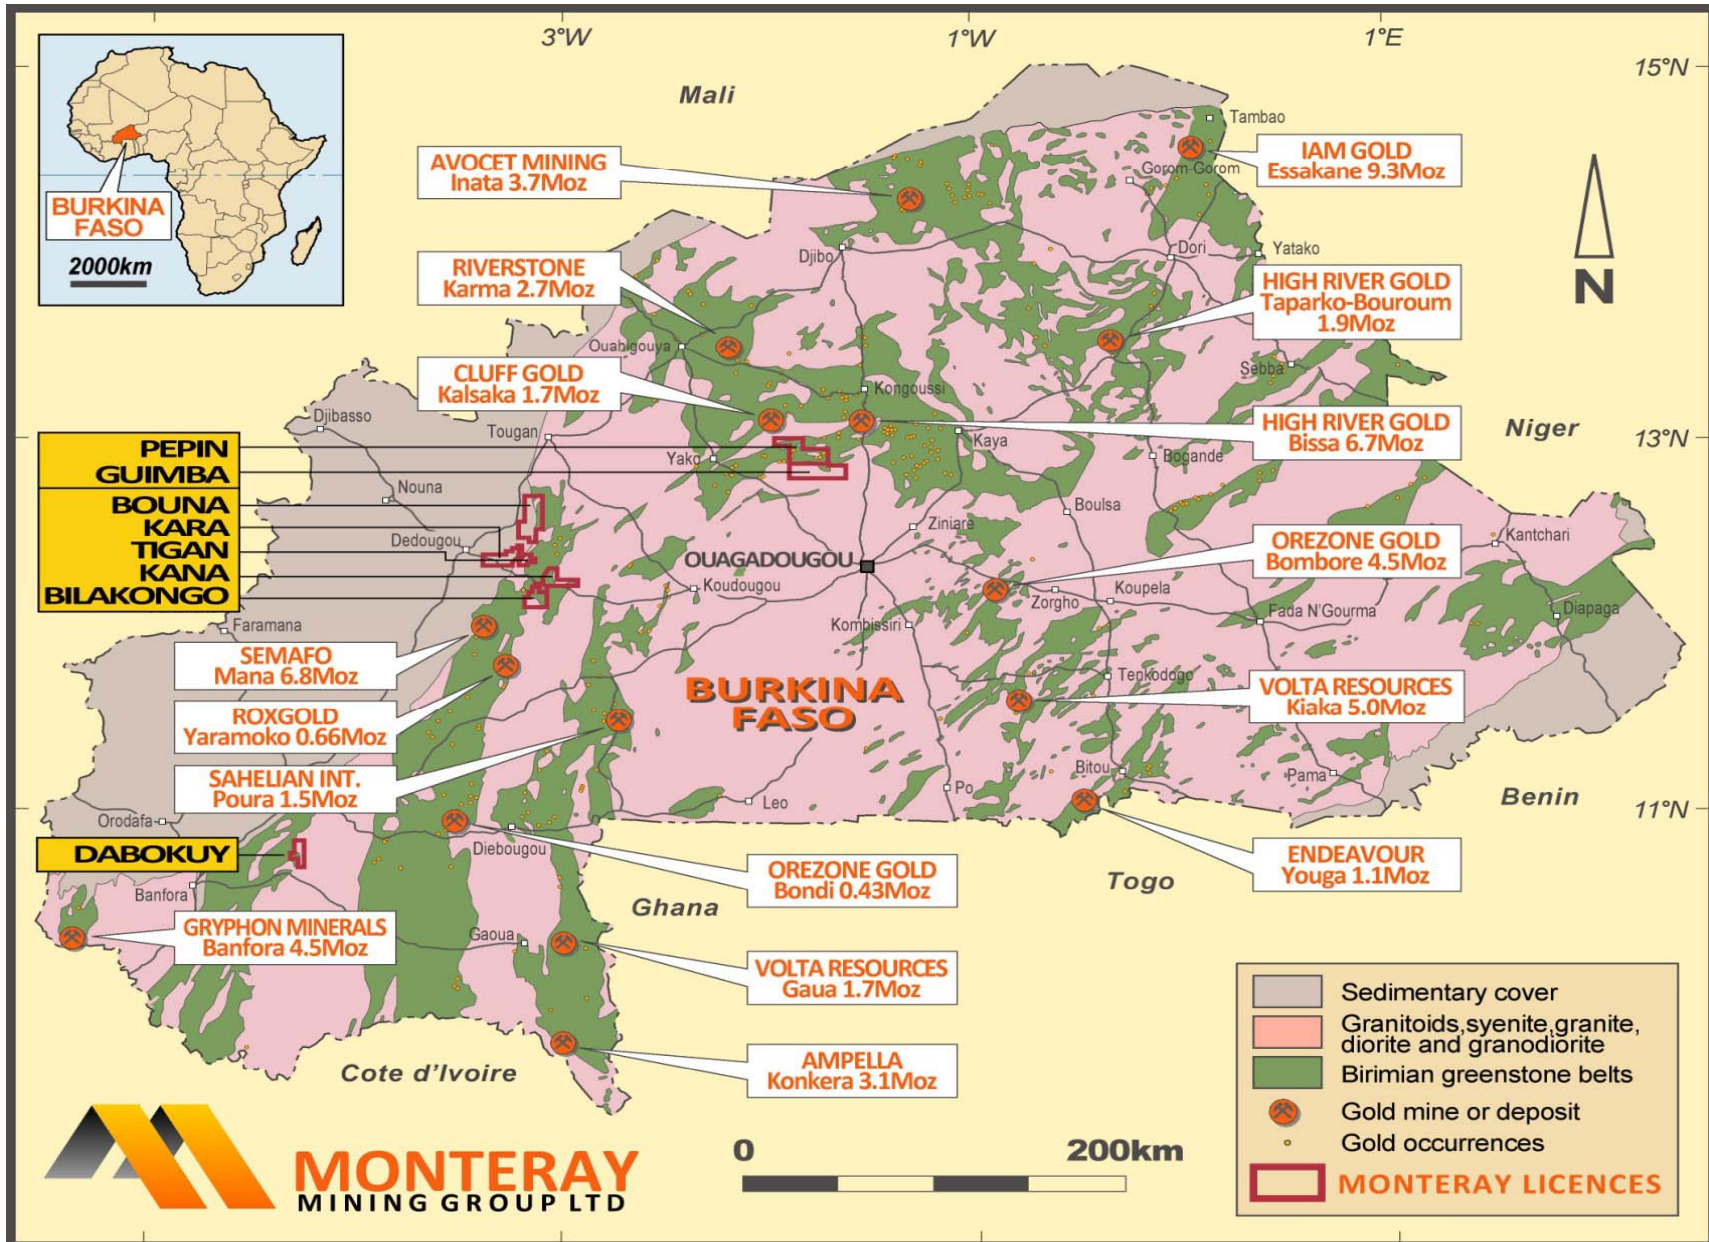 3°W
1°W
1°E
15°N
13°N
11°N
BURKINA
FASO
2000km
Mali
Niger
Benin
Togo
Ghana
Cote d'Ivoire
N
AVOCET MINING
Inata 3.7Moz
IAM GOLD
Essakane 9.3Moz
RIVERSTONE
Karma 2.7Moz
HIGH RIVER GOLD
Taparko-Bouroum
1.9Moz
CLUFF GOLD
Kalsaka 1.7Moz
HIGH RIVER GOLD
Bissa 6.7Moz
PEPIN
GUIMBA
BOUNA
KARA
TIGAN
KANA
BILAKONGO
OREZONE GOLD
Bombore 4.5Moz
SEMAFO
Mana 6.8Moz
ROXGOLD
Yaramoko 0.66Moz
VOLTA RESOURCES
Kiaka 5.0Moz
SAHELIAN INT.
Poura 1.5Moz
DABOKUY
OREZONE GOLD
Bondi 0.43Moz
ENDEAVOUR
Youga 1.1Moz
GRYPHON MINERALS
Banfora 4.5Moz
VOLTA RESOURCES
Gaua 1.7Moz
AMPELLA
Konkera 3.1Moz
Tambao
Gorom-Gorom
Djibo
Dori
Yatako
Ouahigouya
Sebba
Kongoussi
Djibasso
Tougan
Yako
Kaya
Bogande
Nouna
Boulsa
Dedougou
Ziniare
Kantchari
OUAGADOUGOU
Koudougou
Zorgho
Koupela
Fada N'Gourma
Diapaga
Faramana
Kombissiri
Tenkodogo
BURKINA
FASO
Bitou
Pama
Leo
Po
Orodafa
Diebougou
Banfora
Gaoua
Sedimentary cover
Granitoids,syenite,granite,
diorite and granodiorite
Birimian greenstone belts
Gold mine or deposit
Gold occurrences
MONTERAY LICENCES
MONTERAY
MINING GROUP LTD
0
200km